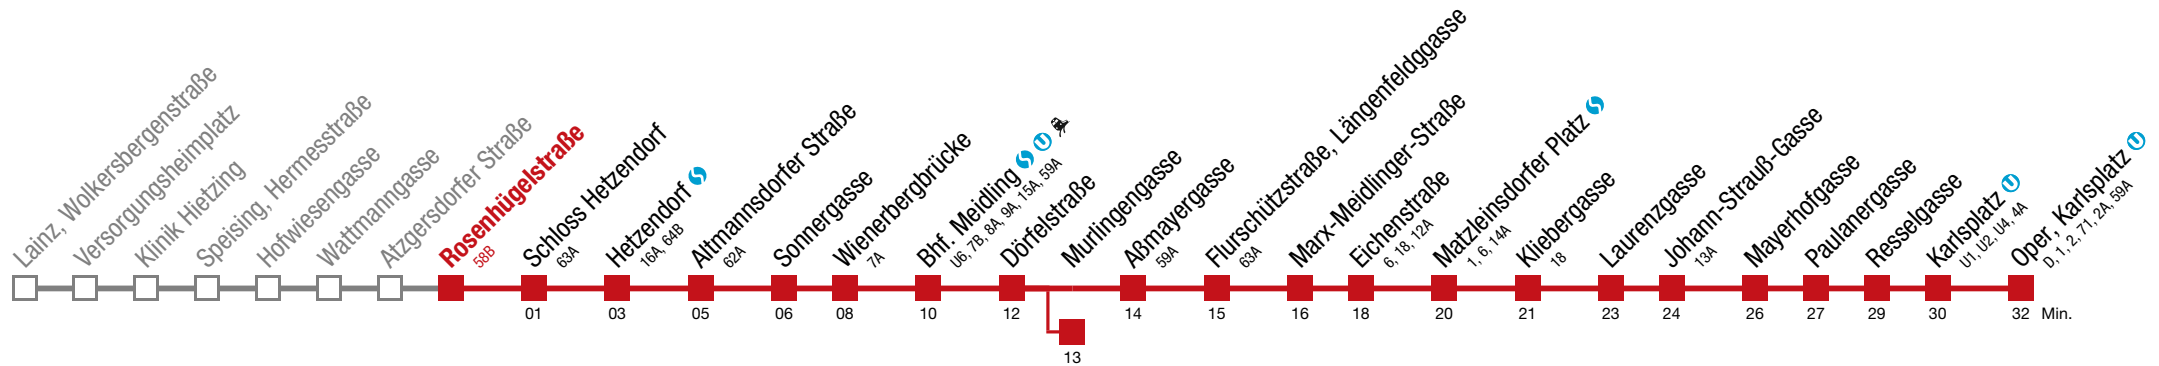 Lainz, Wolkersbergenstraße
Versorgungsheimplatz
Klinik Hietzing
Speising, Hermesstraße
Hofwiesengasse
Wattmanngasse
Atzgersdorfer Straße
Rosenhügelstraße
58B
Schloss Hetzendorf
63A
Hetzendorf
16A, 64B
Altmannsdorfer Straße
62A
Sonnergasse
Wienerbergbrücke
7A
Bhf. Meidling
U6, 7B, 8A, 9A, 15A, 59A
Dörfelstraße
Murlingengasse
Aßmayergasse
59A
Flurschützstraße, Längenfeldggasse
63A
Marx-Meidlinger-Straße
Eichenstraße
6, 18, 12A
Matzleinsdorfer Platz
1, 6, 14A
Kliebergasse
18
Laurenzgasse
Johann-Strauß-Gasse
13A
Mayerhofgasse
Paulanergasse
Resselgasse
Karlsplatz
U1, U2, U4, 4A
Oper, Karlsplatz
D, 1, 2, 71, 2A, 59A
01 03 05 06 08 10 12 14 15 16 18 20 21 23 24 26 27 29 30 32 Min.
13